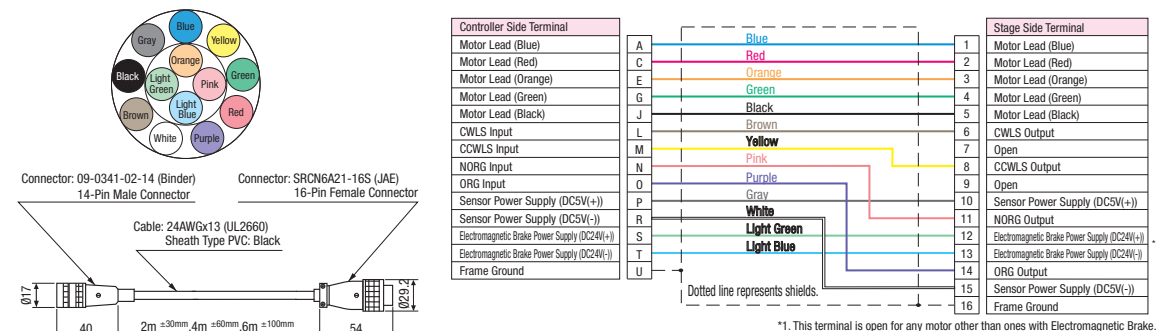 Blue
Gray
Yellow
Orange
Black
Light Green
Pink
Green
Light Blue
Brown
Red
White
Purple
Connector: 09-0341-02-14 (Binder)
14-Pin Male Connector
Connector: SRCN6A21-16S (JAE)
16-Pin Female Connector
Cable: 24AWGx13 (UL2660)
Sheath Type PVC: Black
Ø17
Ø29.2
40
2m ±30mm,4m ±60mm,6m ±100mm
54
Controller Side Terminal
Motor Lead (Blue) A
Motor Lead (Red) C
Motor Lead (Orange) E
Motor Lead (Green) G
Motor Lead (Black) J
CWLS Input L
CCWLS Input M
NORG Input N
ORG Input O
Sensor Power Supply (DC5V(+)) P
Sensor Power Supply (DC5V(-)) R
Electromagnetic Brake Power Supply (DC24V(+)) S
Electromagnetic Brake Power Supply (DC24V(-)) T
Frame Ground U
Blue
Red
Orange
Green
Black
Brown
Yellow
Pink
Purple
Gray
White
Light Green
Light Blue
Dotted line represents shields.
Stage Side Terminal
1 Motor Lead (Blue)
2 Motor Lead (Red)
3 Motor Lead (Orange)
4 Motor Lead (Green)
5 Motor Lead (Black)
6 CWLS Output
7 Open
8 CCWLS Output
9 Open
10 Sensor Power Supply (DC5V(+))
11 NORG Output
12 Electromagnetic Brake Power Supply (DC24V(+))
13 Electromagnetic Brake Power Supply (DC24V(-))
*
14 ORG Output
15 Sensor Power Supply (DC5V(-))
16 Frame Ground
*1. This terminal is open for any motor other than ones with Electromagnetic Brake.